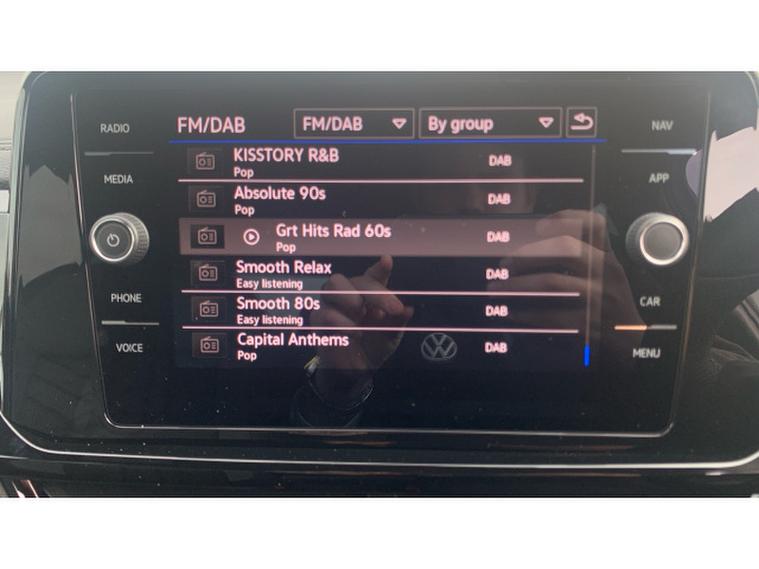 RADIO
FM/DAB
FM/DAB
By group
NAV
MEDIA
APP
KISSTORY R&B
Pop
DAB
Absolute 90s
Pop
DAB
Grt Hits Rad 60s
Pop
DAB
Smooth Relax
Easy listening
DAB
PHONE
CAR
Smooth 80s
Easy listening
DAB
VOICE
MENU
Capital Anthems
Pop
DAB